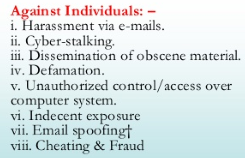 Against Individuals: –
i. Harassment via e-mails.
ii. Cyber-stalking.
iii. Dissemination of obscene material.
iv. Defamation.
v. Unauthorized control/access over
computer system.
vi. Indecent exposure
vii. Email spoofing†
viii. Cheating & Fraud